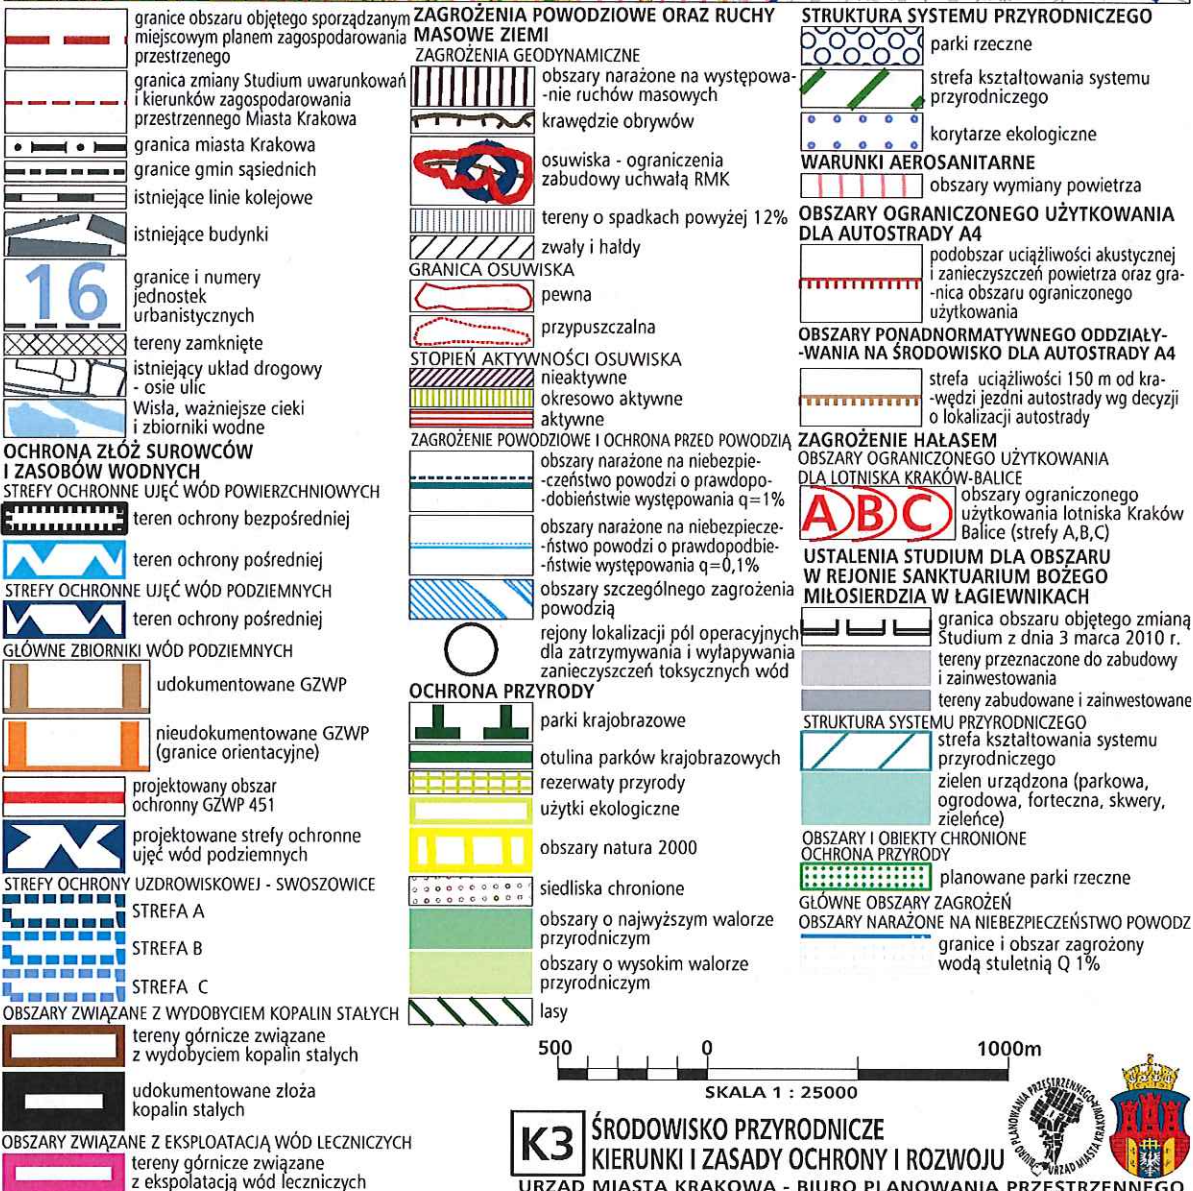 granice obszaru objętego sporządzanym
miejscowym planem zagospodarowania
przestrzenego
granica zmiany Studium uwarunkowań
i kierunków zagospodarowania
przestrzennego Miasta Krakowa
granica miasta Krakowa
granice gmin sąsiednich
istniejące linie kolejowe
istniejące budynki
16
granice i numery
jednostek
urbanistycznych
tereny zamknięte
istniejący układ drogowy
- osie ulic
Wisła, ważniejsze cieki
i zbiorniki wodne
OCHRONA ZŁÓŻ SUROWCÓW
I ZASOBÓW WODNYCH
STREFY OCHRONNE UJĘĆ WÓD POWIERZCHNIOWYCH
teren ochrony bezpośredniej
teren ochrony pośredniej
STREFY OCHRONNE UJĘĆ WÓD PODZIEMNYCH
teren ochrony pośredniej
GŁÓWNE ZBIORNIKI WÓD PODZIEMNYCH
udokumentowane GZWP
nieudokumentowane GZWP
(granice orientacyjne)
projektowany obszar
ochronny GZWP 451
projektowane strefy ochronne
ujęć wód podziemnych
STREFY OCHRONY UZDROWISKOWEJ - SWOSZOWICE
STREFA A
STREFA B
STREFA C
OBSZARY ZWIĄZANE Z WYDOBYCIEM KOPALIN STAŁYCH
tereny górnicze związane
z wydobyciem kopalin stałych
udokumentowane złoża
kopalin stałych
OBSZARY ZWIĄZANE Z EKSPLOATACJĄ WÓD LECZNICZYCH
tereny górnicze związane
z ekspolatacją wód leczniczych
ZAGROŻENIA POWODZIOWE ORAZ RUCHY
MASOWE ZIEMI
ZAGROŻENIA GEODYNAMICZNE
obszary narażone na występowa-
-nie ruchów masowych
krawędzie obrywów
osuwiska - ograniczenia
zabudowy uchwałą RMK
tereny o spadkach powyżej 12%
zwały i hałdy
GRANICA OSUWISKA
pewna
przypuszczalna
STOPIEŃ AKTYWNOŚCI OSUWISKA
nieaktywne
okresowo aktywne
aktywne
ZAGROŻENIE POWODZIOWE I OCHRONA PRZED POWODZIĄ
obszary narażone na niebezpie-
-czeństwo powodzi o prawdopo-
-dobieństwie występowania q=1%
obszary narażone na niebezpiecze-
-ństwo powodzi o prawdopodbie-
-ństwie występowania q=0,1%
obszary szczególnego zagrożenia
powodzią
rejony lokalizacji pól operacyjnych
dla zatrzymywania i wyłapywania
zanieczyszczeń toksycznych wód
OCHRONA PRZYRODY
parki krajobrazowe
otulina parków krajobrazowych
rezerwaty przyrody
użytki ekologiczne
obszary natura 2000
siedliska chronione
obszary o najwyższym walorze
przyrodniczym
obszary o wysokim walorze
przyrodniczym
lasy
STRUKTURA SYSTEMU PRZYRODNICZEGO
parki rzeczne
strefa kształtowania systemu
przyrodniczego
korytarze ekologiczne
WARUNKI AEROSANITARNE
obszary wymiany powietrza
OBSZARY OGRANICZONEGO UŻYTKOWANIA
DLA AUTOSTRADY A4
podobszar uciążliwości akustycznej
i zanieczyszczeń powietrza oraz gra-
-nica obszaru ograniczonego
użytkowania
OBSZARY PONADNORMATYWNEGO ODDZIAŁY-
-WANIA NA ŚRODOWISKO DLA AUTOSTRADY A4
strefa uciążliwości 150 m od kra-
-wędzi jezdni autostrady wg decyzji
o lokalizacji autostrady
ZAGROŻENIE HAŁASEM
OBSZARY OGRANICZONEGO UŻYTKOWANIA
DLA LOTNISKA KRAKÓW-BALICE
A B C
obszary ograniczonego
użytkowania lotniska Kraków
Balice (strefy A,B,C)
USTALENIA STUDIUM DLA OBSZARU
W REJONIE SANKTUARIUM BOŻEGO
MIŁOSIERDZIA W ŁAGIEWNIKACH
granica obszaru objętego zmianą
Studium z dnia 3 marca 2010 r.
tereny przeznaczone do zabudowy
i zainwestowania
tereny zabudowane i zainwestowane
STRUKTURA SYSTEMU PRZYRODNICZEGO
strefa kształtowania systemu
przyrodniczego
zielen urządzona (parkowa,
ogrodowa, forteczna, skwery,
zieleńce)
OBSZARY I OBIEKTY CHRONIONE
OCHRONA PRZYRODY
planowane parki rzeczne
GŁÓWNE OBSZARY ZAGROŻEŃ
OBSZARY NARAŻONE NA NIEBEZPIECZEŃSTWO POWODZ
granice i obszar zagrożony
wodą stuletnią Q 1%
500 0 1000m
SKALA 1 : 25000
K3
ŚRODOWISKO PRZYRODNICZE
KIERUNKI I ZASADY OCHRONY I ROZWOJU
URZĄD MIASTA KRAKOWA - BIURO PLANOWANIA PRZESTRZENNEGO